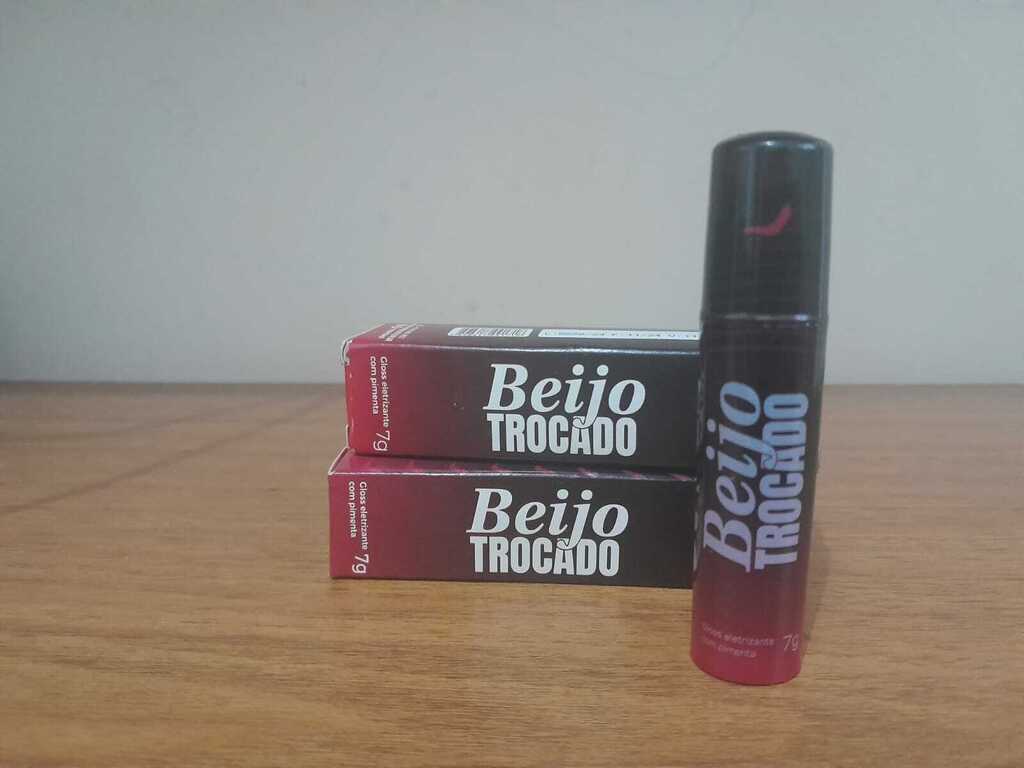 Gloss eletrizante
com pimenta
7g
Beijo
TROCADO
Gloss eletrizante
com pimenta
7g
Beijo
TROCADO
Beijo
TROCADO
Gloss eletrizante
com pimenta
7g